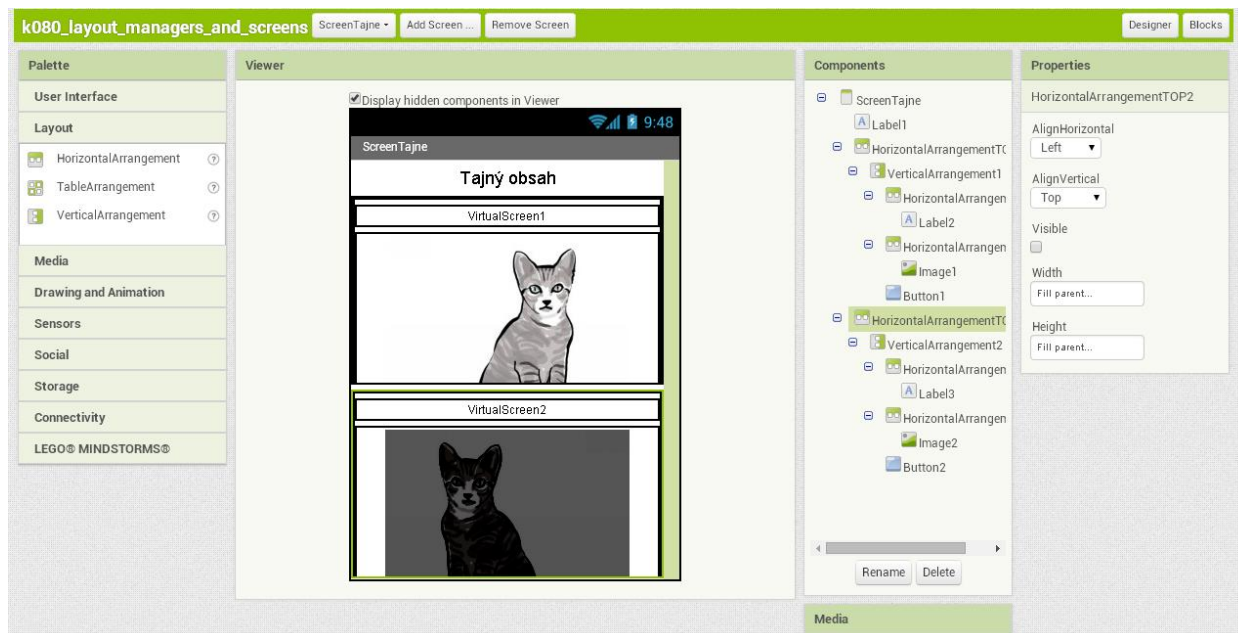 k080_layout_managers_and_screens ScreenTajne Add Screen ... Remove Screen Designer Blocks
Palette
User Interface
Layout
HorizontalArrangement
TableArrangement
VerticalArrangement
Media
Drawing and Animation
Sensors
Social
Storage
Connectivity
LEGO® MINDSTORMS®
Viewer
Display hidden components in Viewer
9:48
ScreenTajne
Tajný obsah
VirtualScreen1
VirtualScreen2
Components
ScreenTajne
Label1
HorizontalArrangementTO
VerticalArrangement1
HorizontalArrangen
Label2
HorizontalArrangen
Image1
Button1
HorizontalArrangementTO
VerticalArrangement2
HorizontalArrangen
Label3
HorizontalArrangen
Image2
Button2
Rename Delete
Media
Properties
HorizontalArrangementTOP2
AlignHorizontal
Left
AlignVertical
Top
Visible
Width
Fill parent...
Height
Fill parent...